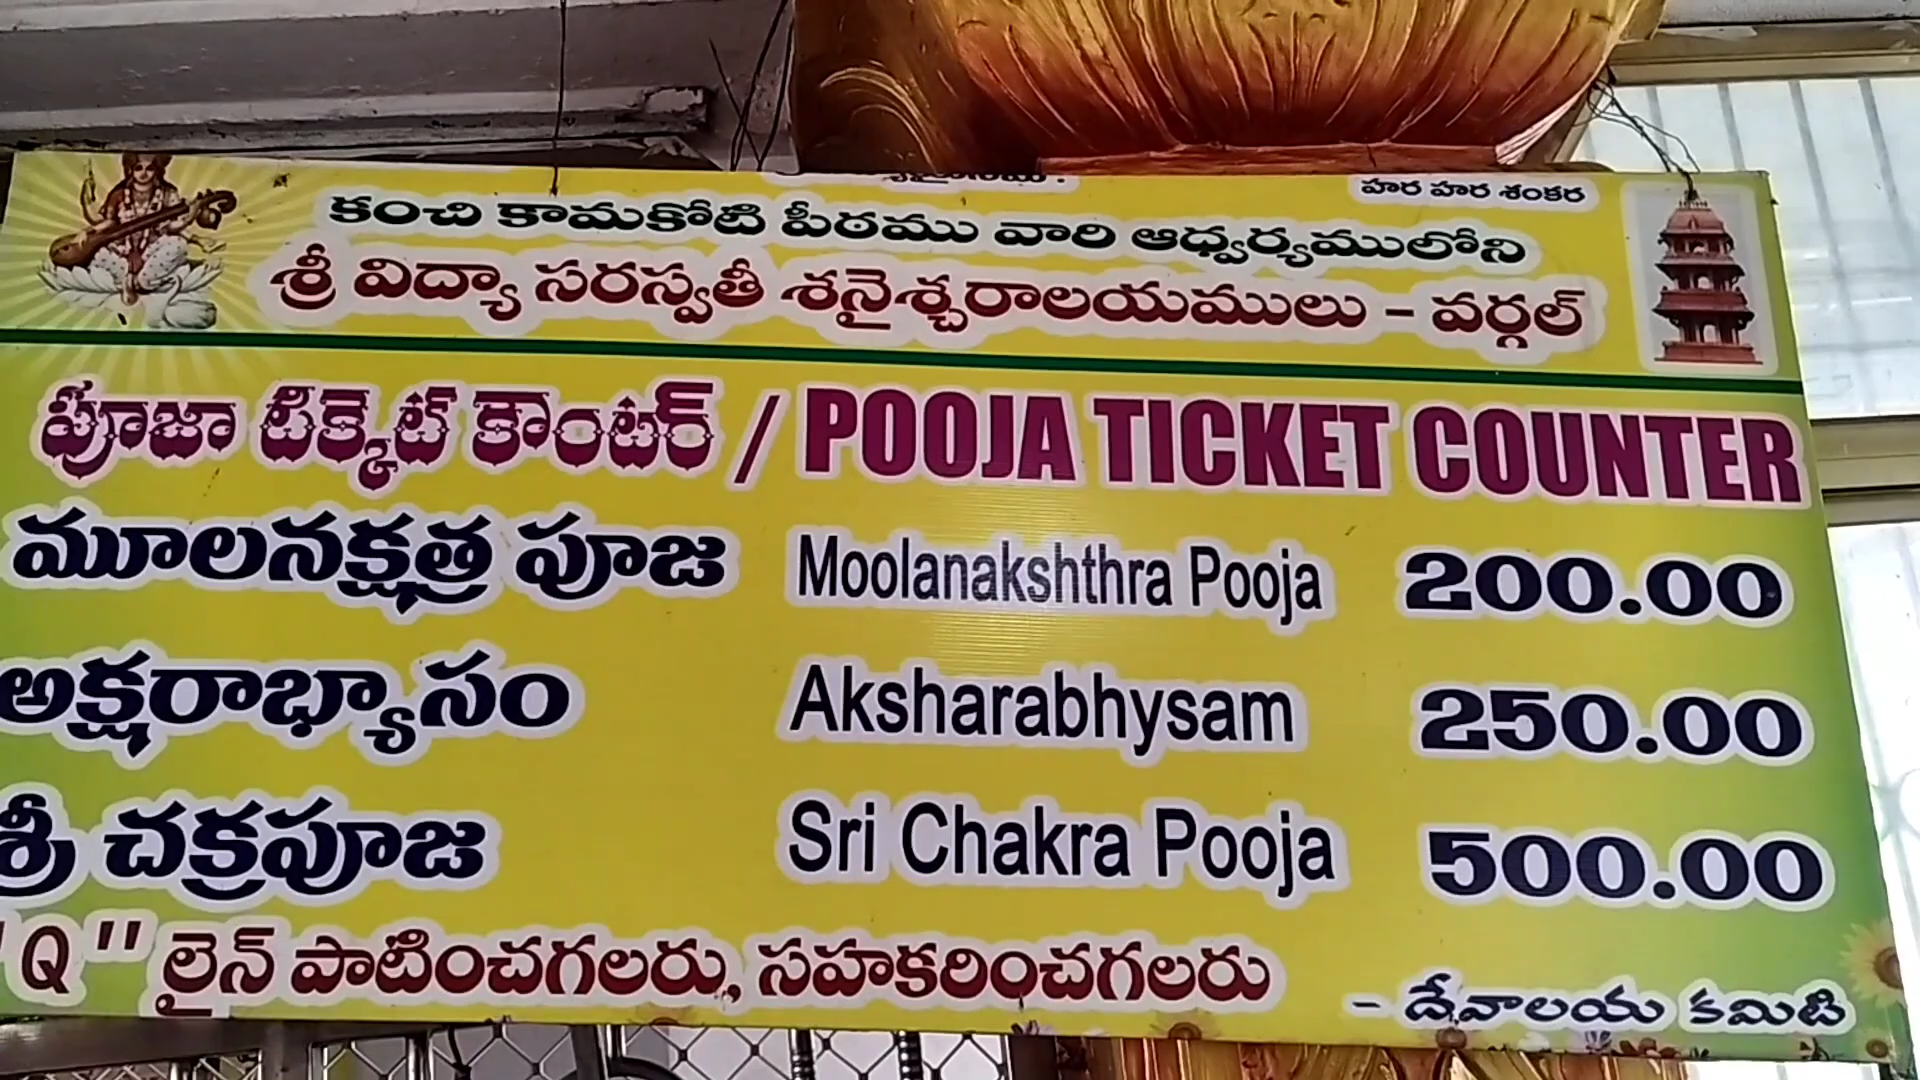 హర హర శంకర
కంచి కామకోటి పీఠము వారి ఆధ్వర్యములోని
శ్రీ విద్యా సరస్వతీ శనైశ్చరాలయములు - వర్గల్
పూజా టిక్కెట్ కౌంటర్ / POOJA TICKET COUNTER
మూలనక్షత్ర పూజ Moolanakshthra Pooja 200.00
అక్షరాభ్యాసం Aksharabhysam 250.00
శ్రీ చక్రపూజ Sri Chakra Pooja 500.00
"Q" లైన్ పాటించగలరు, సహకరించగలరు
- దేవాలయ కమిటి